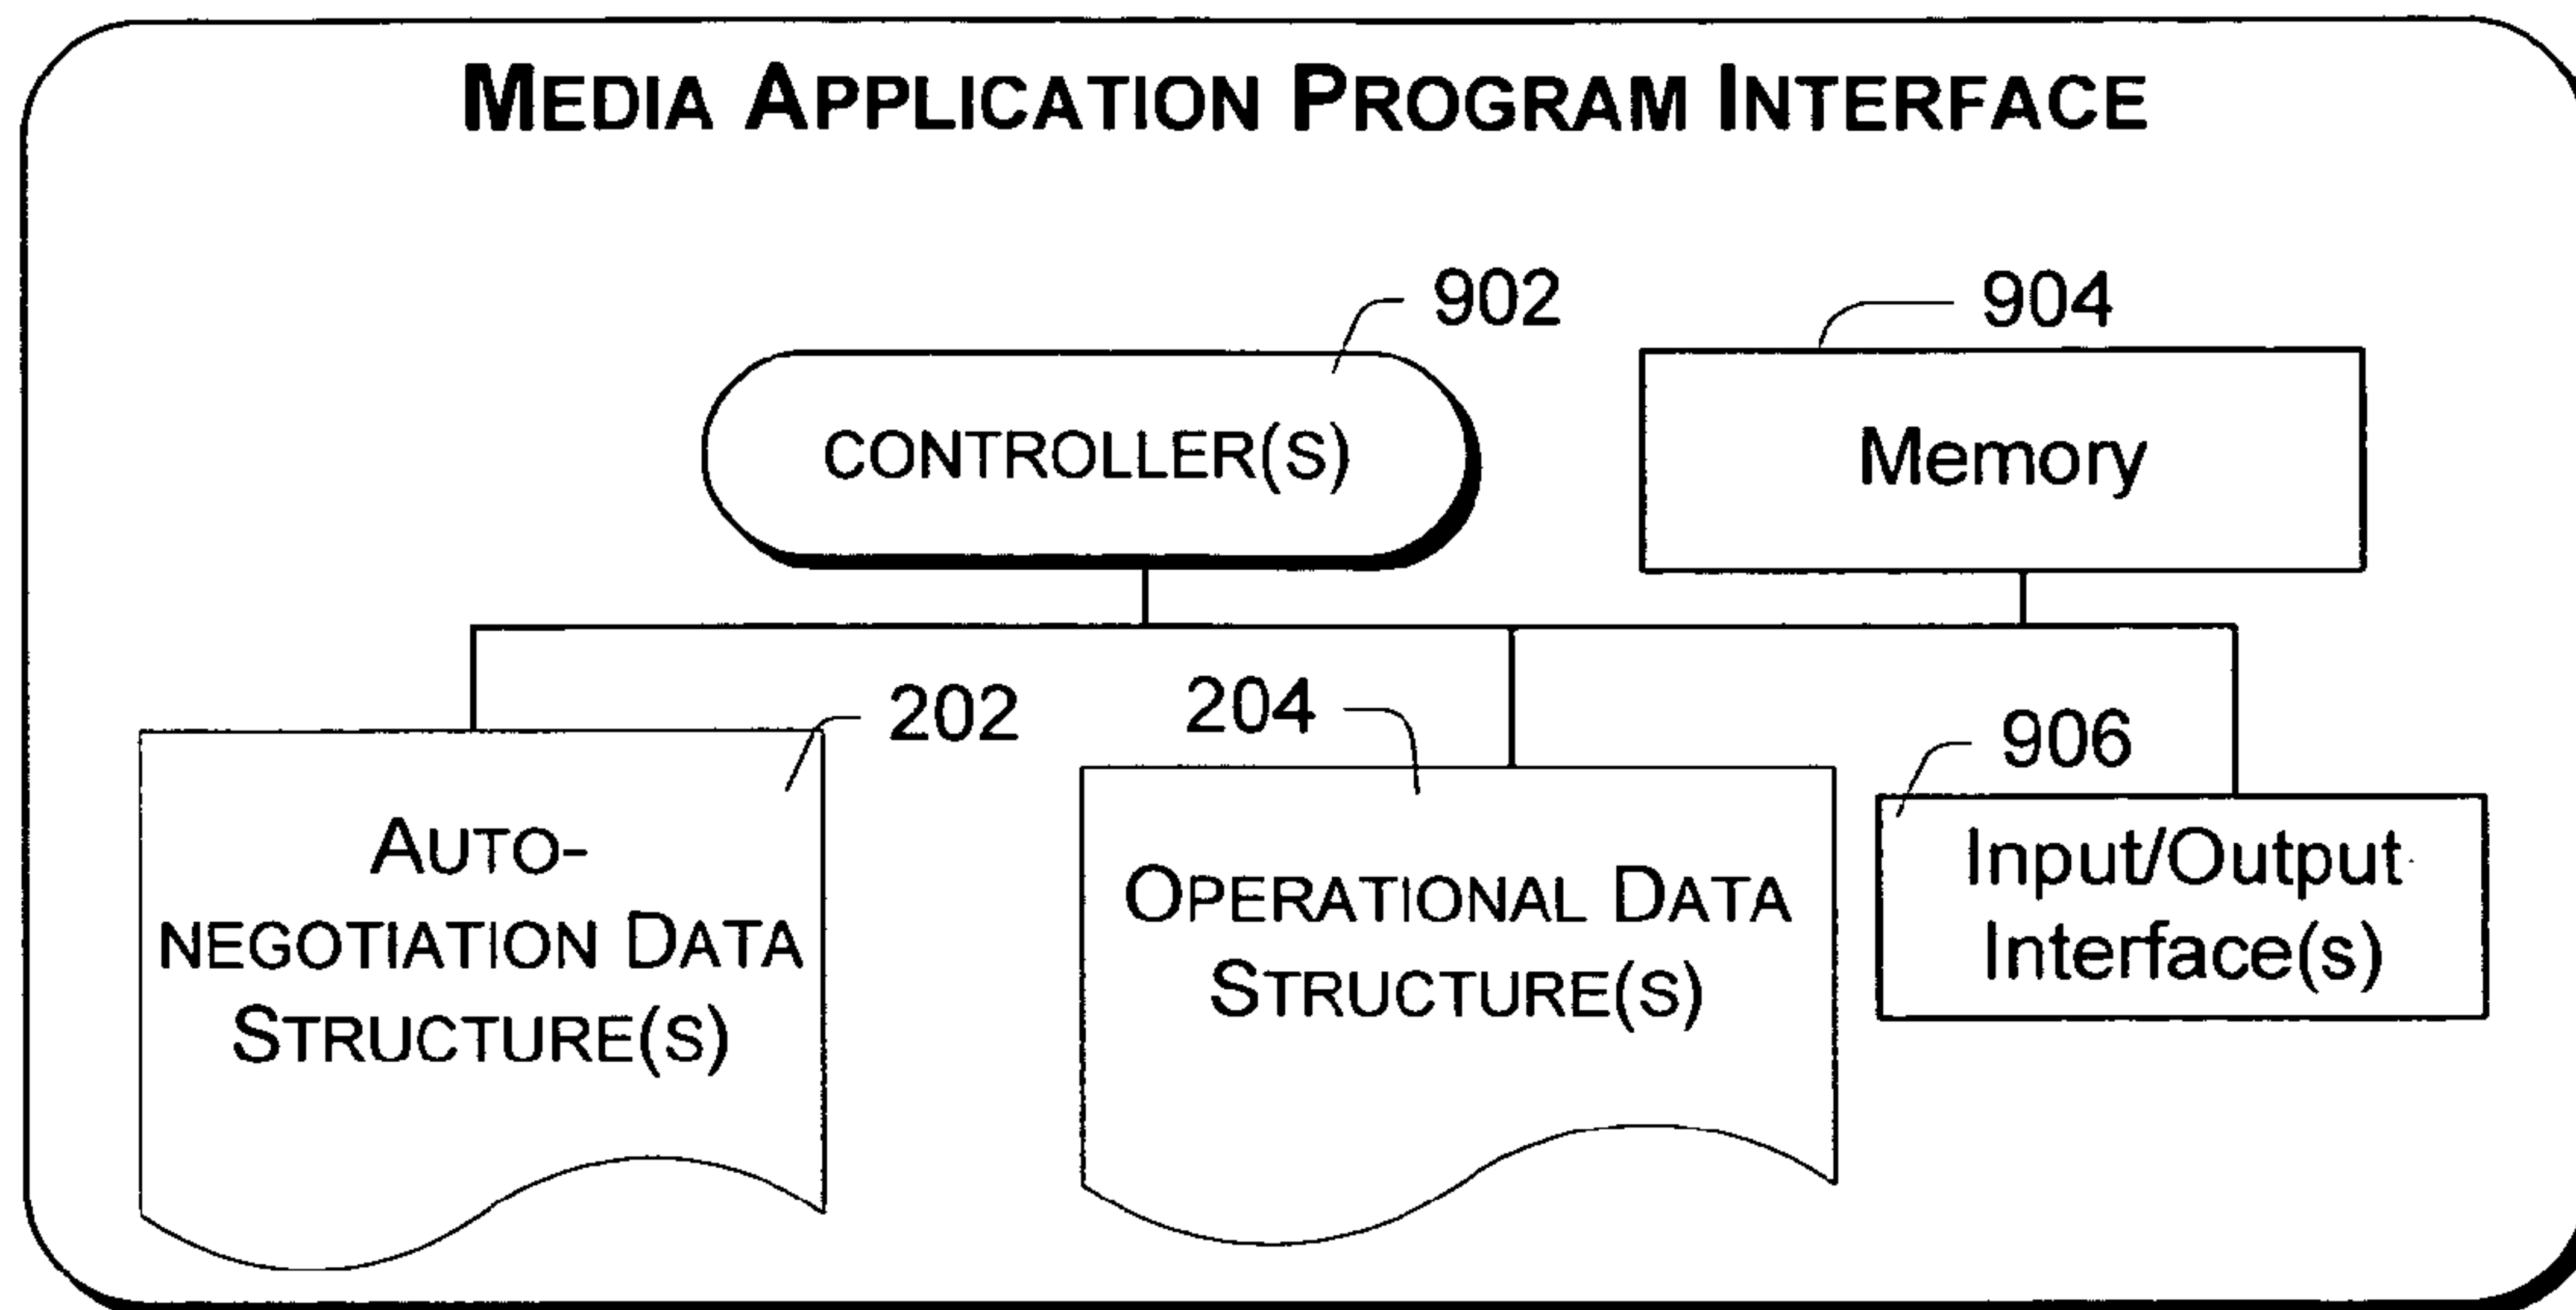 MEDIA APPLICATION PROGRAM INTERFACE
902
904
CONTROLLER(S)
Memory
202
204
906
AUTO-
NEGOTIATION DATA
STRUCTURE(S)
OPERATIONAL DATA
STRUCTURE(S)
Input/Output
Interface(s)